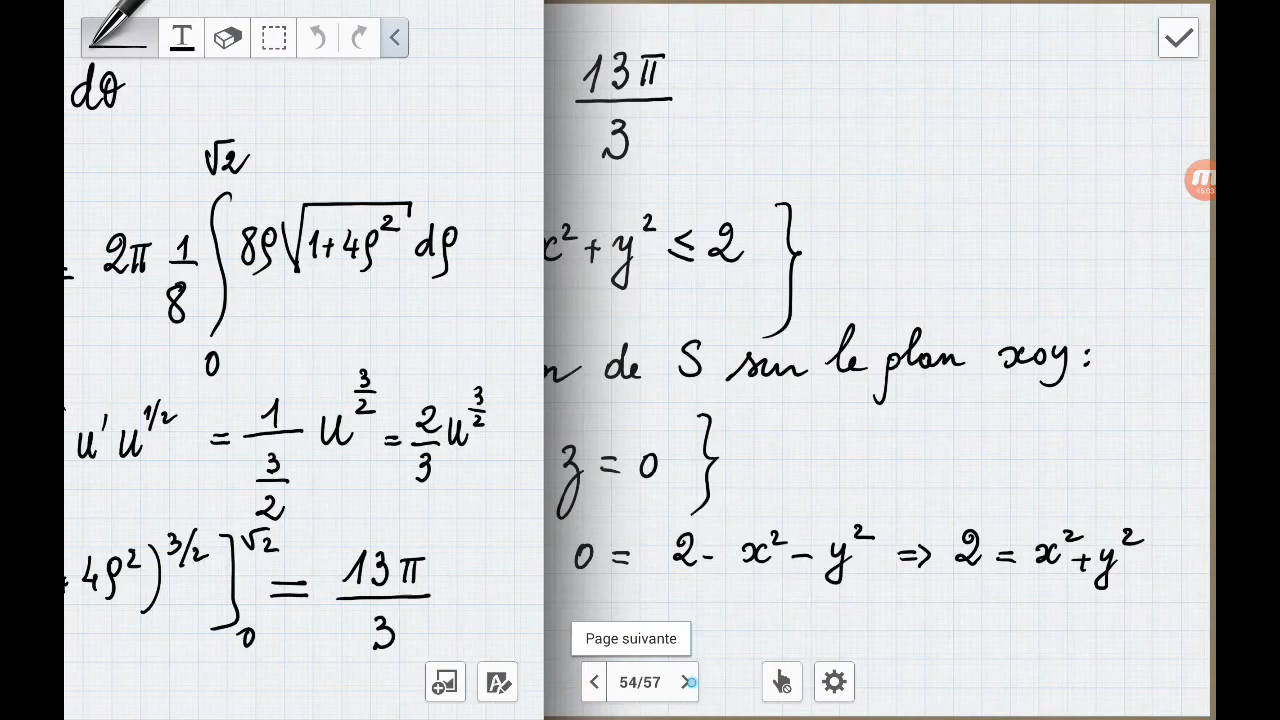 dθ
= 2π 1/8 ∫₀^√2 8ρ√(1+4ρ²) dρ
u' u^1/2 = 1/(3/2) u^3/2 = 2/3 u^3/2
+ 4ρ²)^3/2 ]₀^√2 = 13π/3
13π/3
x² + y² ≤ 2 }
n de S sur le plan xoy :
z = 0 }
0 = 2 - x² - y² ⇒ 2 = x² + y²
Page suivante
54/57